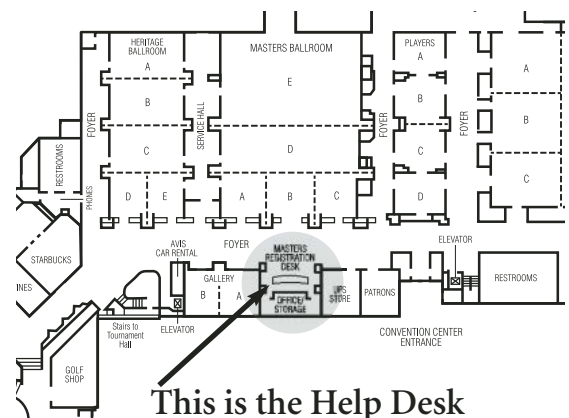 HERITAGE
BALLROOM
A
B
C
D
E
MASTERS BALLROOM
E
D
A
B
C
PLAYERS
A
B
C
D
A
B
C
FOYER
SERVICE HALL
FOYER
FOYER
RESTROOMS
PHONES
STARBUCKS
INES
AVIS
CAR RENTAL
FOYER
MASTERS
REGISTRATION
DESK
OFFICE/
STORAGE
GALLERY
B
A
UPS
STORE
PATRONS
ELEVATOR
RESTROOMS
Stairs to
Tournament
Hall
ELEVATOR
CONVENTION CENTER
ENTRANCE
GOLF
SHOP
This is the Help Desk